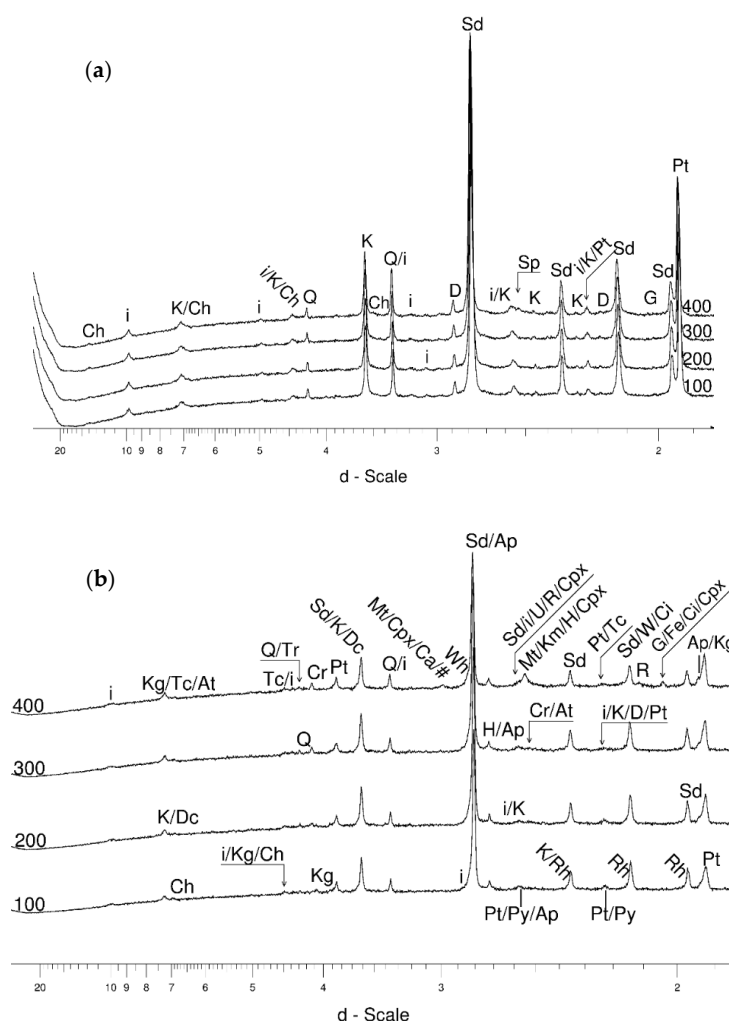 Sd
(a)
Pt
K
Q/i
i/K/Ch
Q
Ch
i
D
i/K
Sp
K
Sd
i/K/Pt
K
D
Sd
G
Sd
400
Ch
i
K/Ch
i
300
i
200
100
20
10
9
8
7
6
5
4
3
2
d - Scale
(b)
Sd/Ap
Sd/K/Dc
Mt/Cpx/Ca/#
Wh
Sd/i/U/R/Cpx
Mt/Km/H/Cpx
Pt/Tc
Sd/W/Ci
G/Fe/Ci/Cpx
Q/Tr
Tc/i
Cr
Pt
Q/i
Sd
R
Ap/Kg
i
Kg/Tc/At
400
Cr/At
i/K/D/Pt
H/Ap
Q
300
Sd
K/Dc
i/K
200
i/Kg/Ch
Ch
Kg
i
K/Rh
Rh
Rh
Pt
100
Pt/Py/Ap
Pt/Py
20
10
9
8
7
6
5
4
3
2
d - Scale